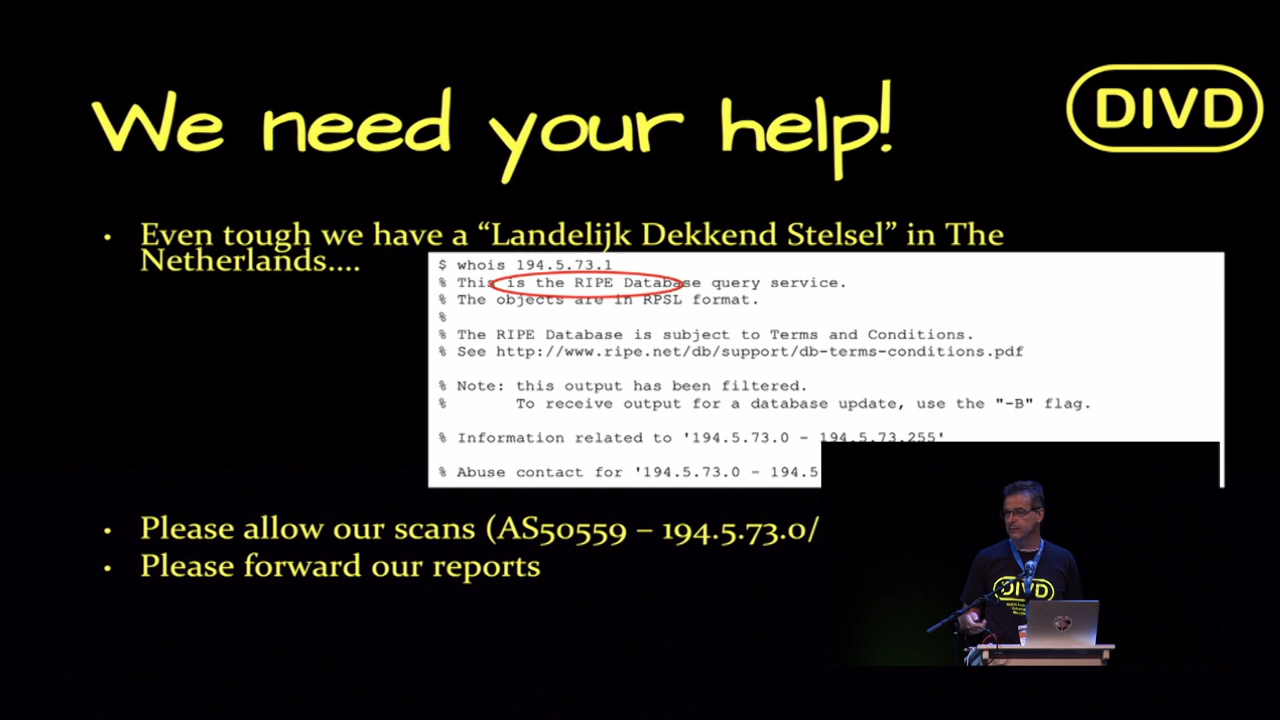 We need your help!
DIVD
• Even tough we have a “Landelijk Dekkend Stelsel” in The
Netherlands....
$ whois 194.5.73.1
% This is the RIPE Database query service.
% The objects are in RPSL format.
%
% The RIPE Database is subject to Terms and Conditions.
% See http://www.ripe.net/db/support/db-terms-conditions.pdf
% Note: this output has been filtered.
% To receive output for a database update, use the "-B" flag.
% Information related to '194.5.73.0 - 194.5.73.255'
% Abuse contact for '194.5.73.0 - 194.5
• Please allow our scans (AS50559 – 194.5.73.0/
• Please forward our reports
DIVD